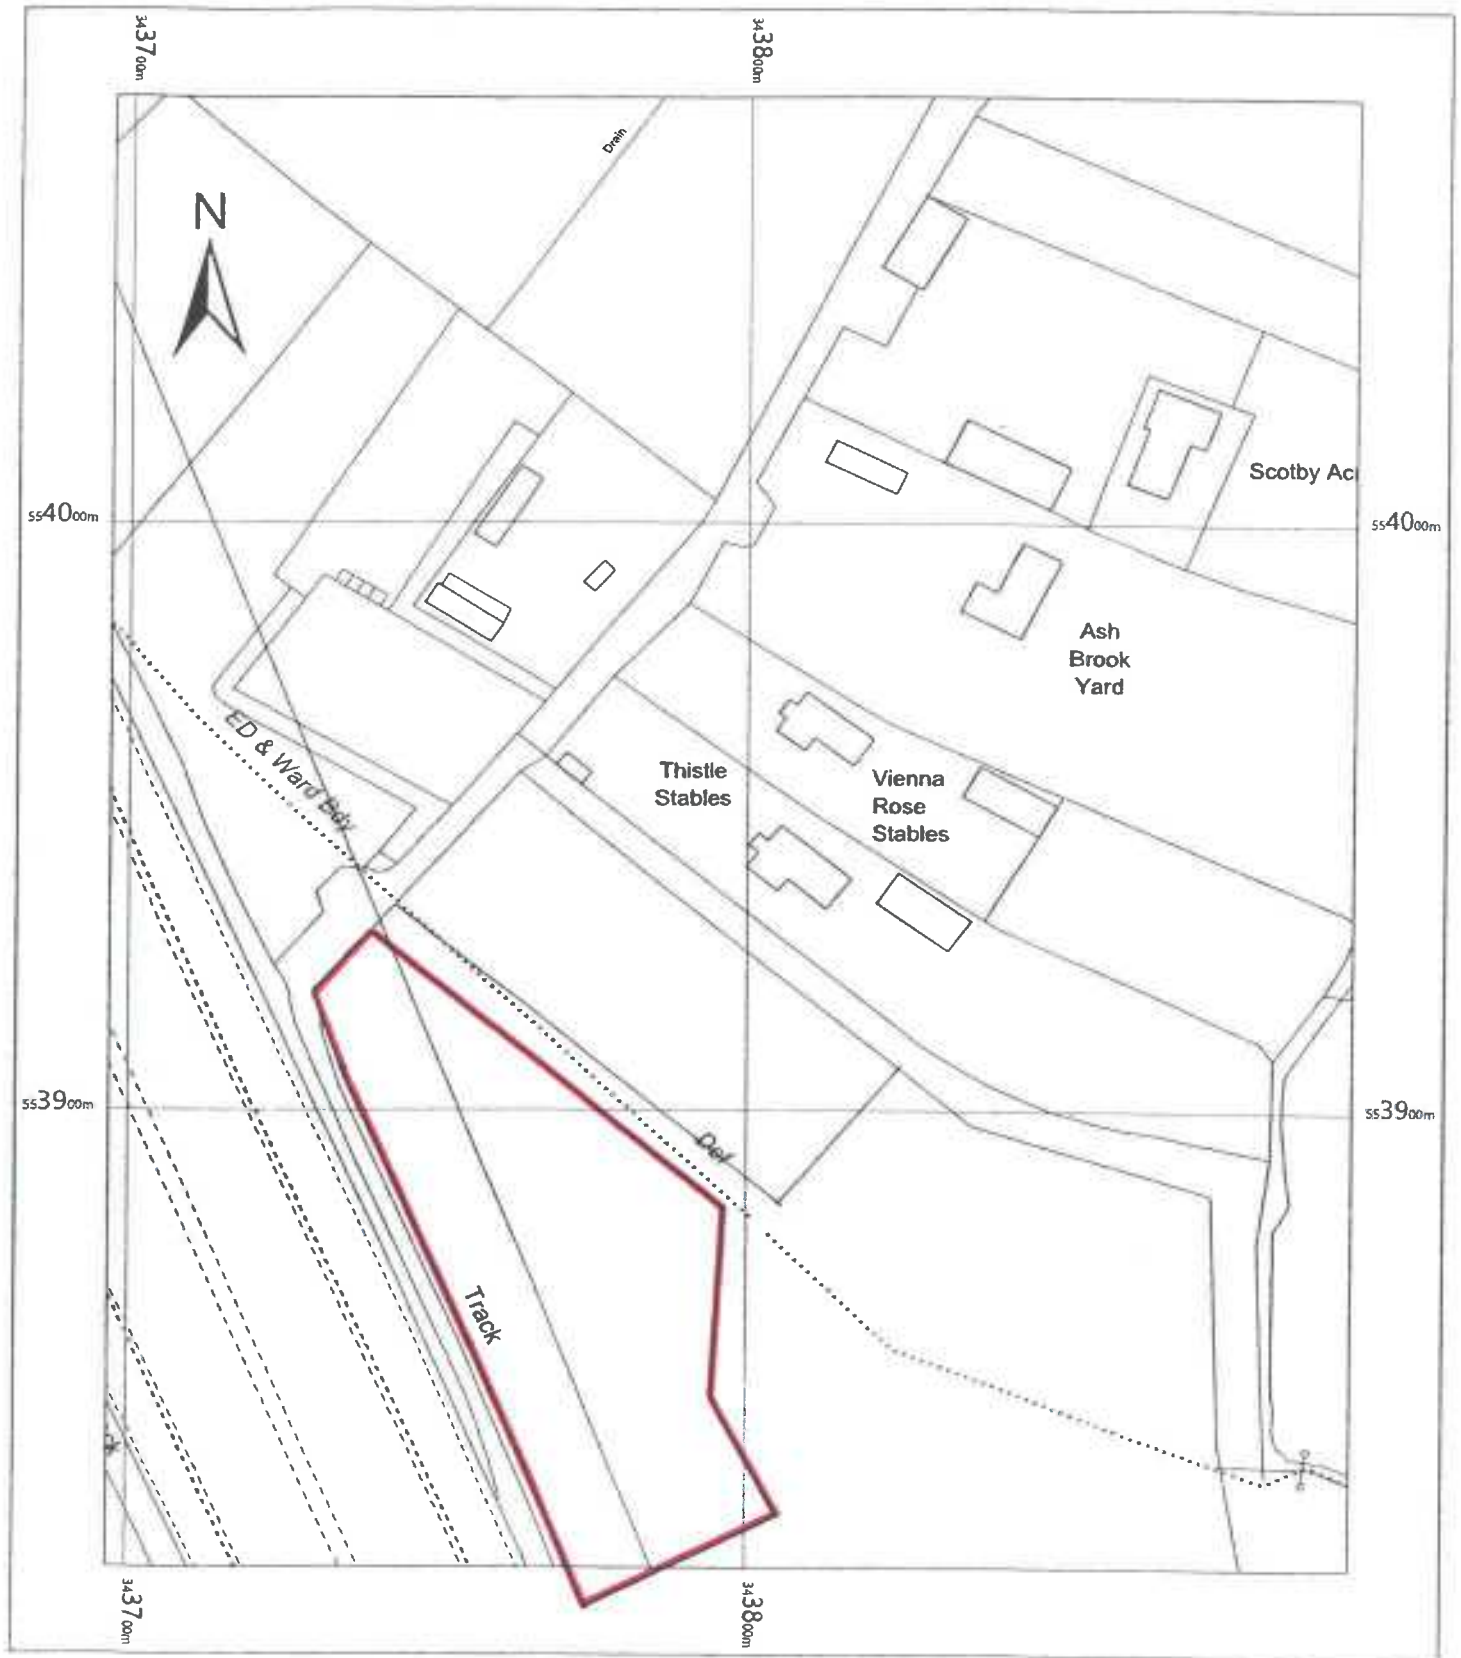 343700m
343800m
N
Drain
Scotby Ac
554000m
554000m
Ash
Brook
Yard
ED & Ward Bdy
Thistle
Stables
Vienna
Rose
Stables
553900m
553900m
Def
Track
343700m
343800m